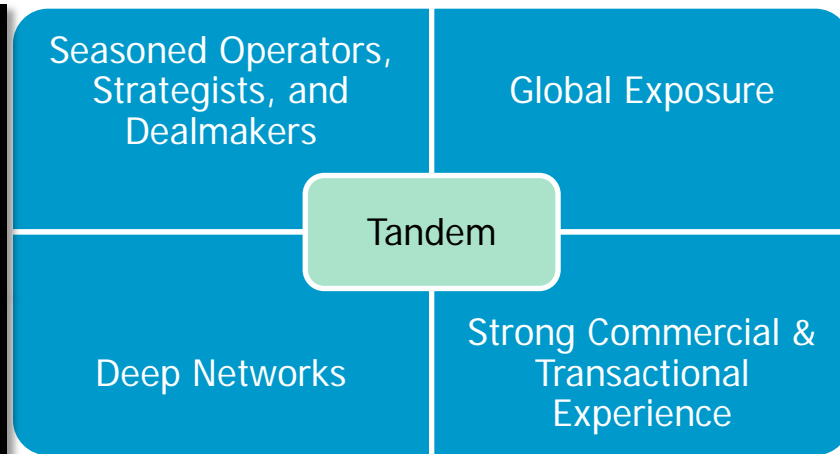 Seasoned Operators,
Strategists, and
Dealmakers
Global Exposure
Tandem
Deep Networks
Strong Commercial &
Transactional
Experience